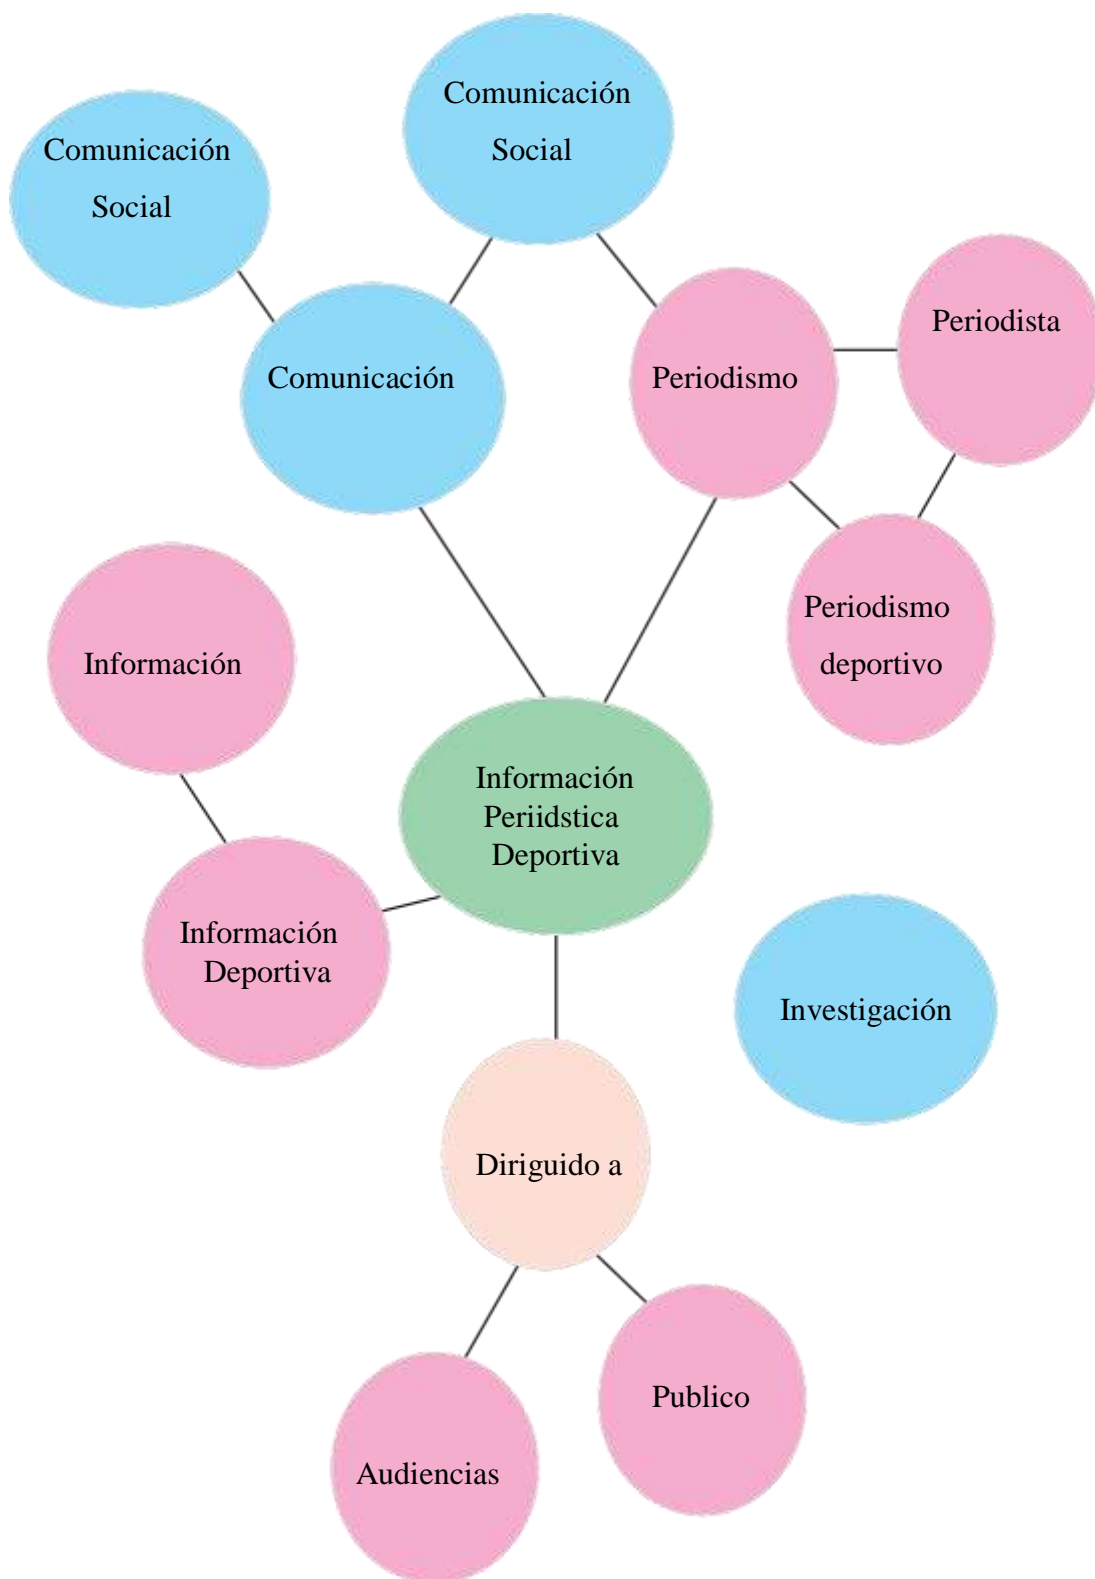 Comunicación
Social
Comunicación
Social
Comunicación
Periodismo
Periodista
Periodismo
deportivo
Información
Información
Periidstica
Deportiva
Información
Deportiva
Investigación
Diriguido a
Publico
Audiencias